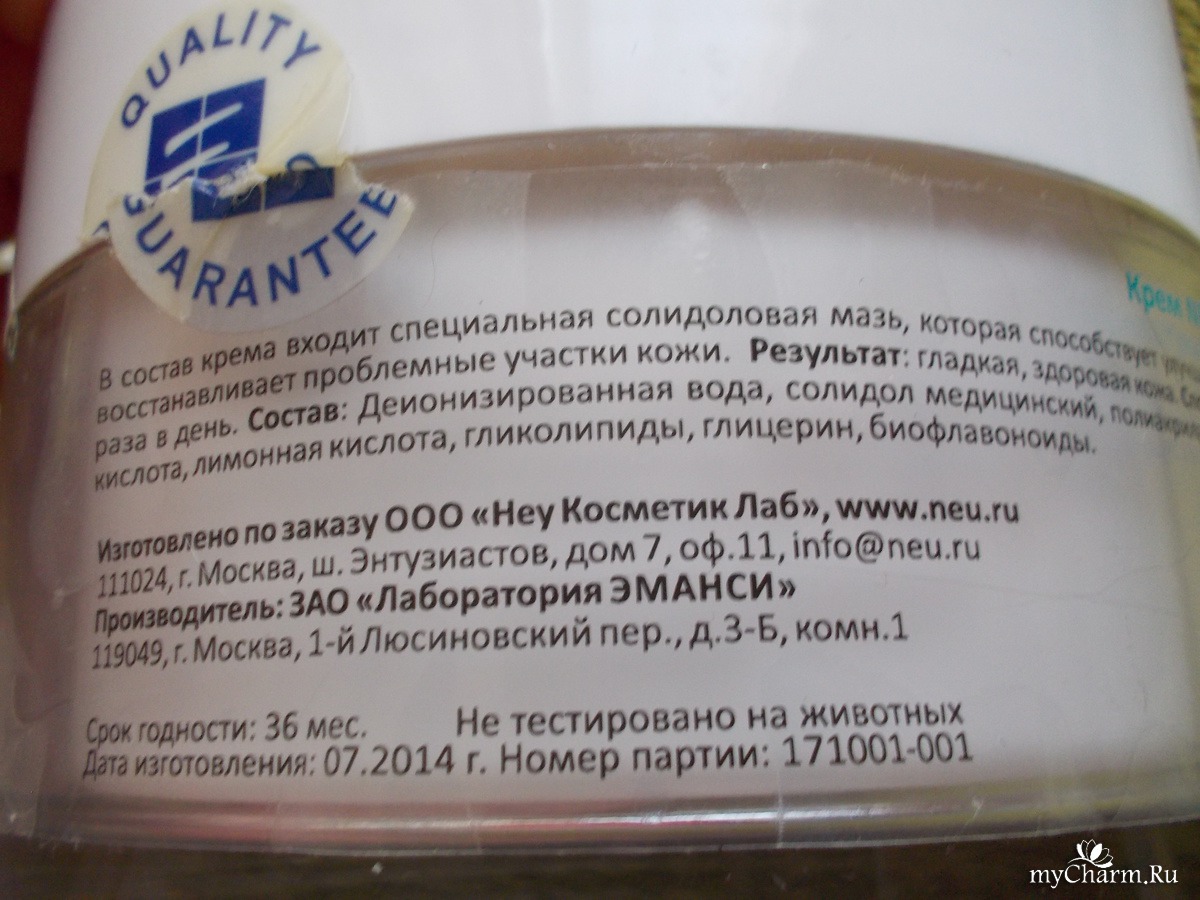 QUALITY
GUARANTEED
Крем
В состав крема входит специальная солидоловая мазь, которая способствует
восстанавливает проблемные участки кожи. Результат: гладкая, здоровая кожа.
раза в день. Состав: Деионизированная вода, солидол медицинский,
кислота, лимонная кислота, гликолипиды, глицерин, биофлавоноиды.
Изготовлено по заказу ООО «Неу Косметик Лаб», www.neu.ru
111024, г. Москва, ш. Энтузиастов, дом 7, оф.11, info@neu.ru
Производитель: ЗАО «Лаборатория ЭМАНСИ»
119049, г. Москва, 1-й Люсиновский пер., д.3-Б, комн.1
Срок годности: 36 мес. Не тестировано на животных
Дата изготовления: 07.2014 г. Номер партии: 171001-001
myCharm.Ru